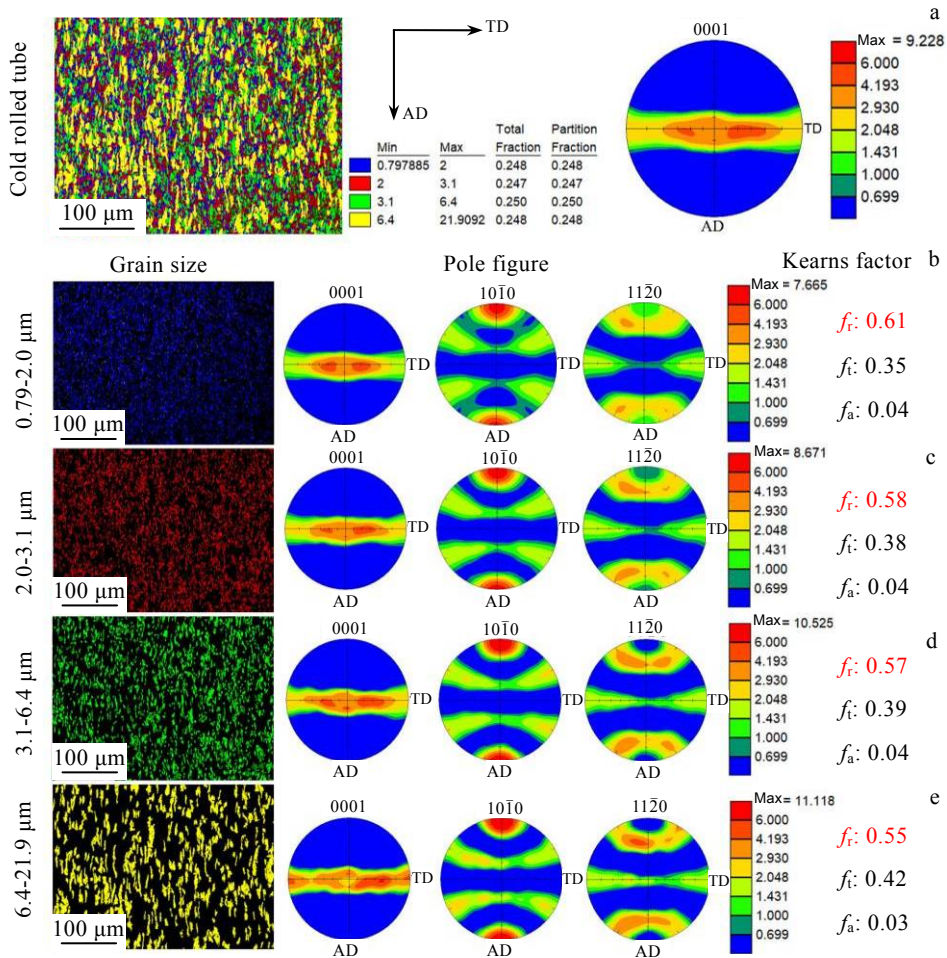 a
Cold rolled tube
100 μm
TD
AD
Total Partition
Min Max Fraction Fraction
0.797885 2 0.248 0.248
2 3.1 0.247 0.247
3.1 6.4 0.250 0.250
6.4 21.9092 0.248 0.248
0001
TD
AD
Max = 9.228
6.000
4.193
2.930
2.048
1.431
0.699
Grain size Pole figure Kearns factor b
0.79-2.0 μm
100 μm
0001 101̅0 112̅0
TD TD TD
AD AD AD
Max = 7.665
6.000
4.193
2.930
2.048
1.431
1.000
0.699
fr: 0.61
ft: 0.35
fa: 0.04
c
2.0-3.1 μm
100 μm
0001 101̅0 112̅0
TD TD TD
AD AD AD
Max= 8.671
6.000
4.193
2.930
2.048
1.431
1.000
0.699
fr: 0.58
ft: 0.38
fa: 0.04
d
3.1-6.4 μm
100 μm
0001 101̅0 112̅0
TD TD TD
AD AD AD
Max = 10.525
6.000
4.193
2.930
2.048
1.431
1.000
0.699
fr: 0.57
ft: 0.39
fa: 0.04
e
6.4-21.9 μm
100 μm
0001 101̅0 112̅0
TD TD TD
AD AD AD
Max= 11.118
6.000
4.193
2.930
2.048
1.431
1.000
0.699
fr: 0.55
ft: 0.42
fa: 0.03